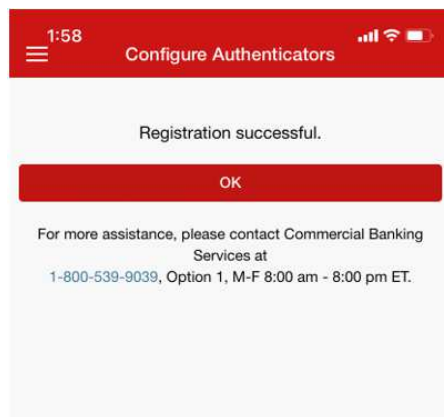 1:58
Configure Authenticators
Registration successful.
OK
For more assistance, please contact Commercial Banking
Services at
1-800-539-9039, Option 1, M-F 8:00 am - 8:00 pm ET.